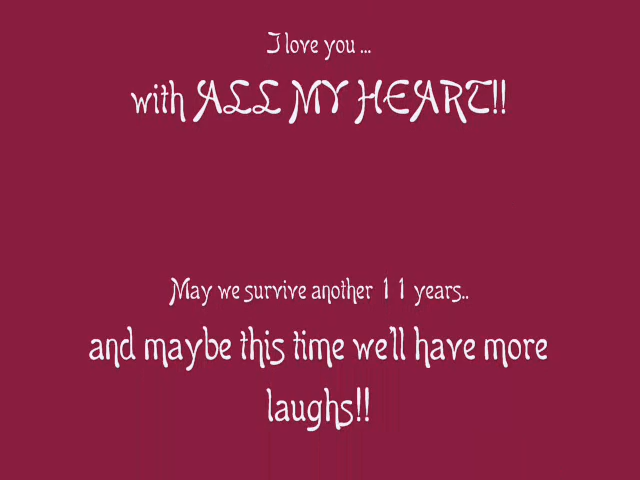 I love you ...
with ALL MY HEART!!
May we survive another 11 years..
and maybe this time we'll have more
laughs!!